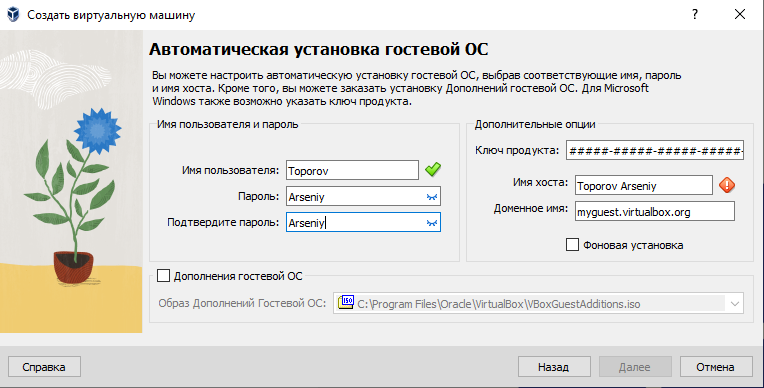 Создать виртуальную машину
? ×
Автоматическая установка гостевой ОС
Вы можете настроить автоматическую установку гостевой ОС, выбрав соответствующие имя, пароль
и имя хоста. Кроме того, вы можете заказать установку Дополнений гостевой ОС. Для Microsoft
Windows также возможно указать ключ продукта.
Имя пользователя и пароль
Имя пользователя: Toporov
Пароль: Arseniy
Подтвердите пароль: Arseniy
Дополнительные опции
Ключ продукта: #####-#####-#####-#####-
Имя хоста: Toporov Arseniy
Доменное имя: myguest.virtualbox.org
Фоновая установка
Дополнения гостевой ОС
Образ Дополнений Гостевой ОС: ISO C:\Program Files\Oracle\VirtualBox\VBoxGuestAdditions.iso
Справка
Назад
Далее
Отмена